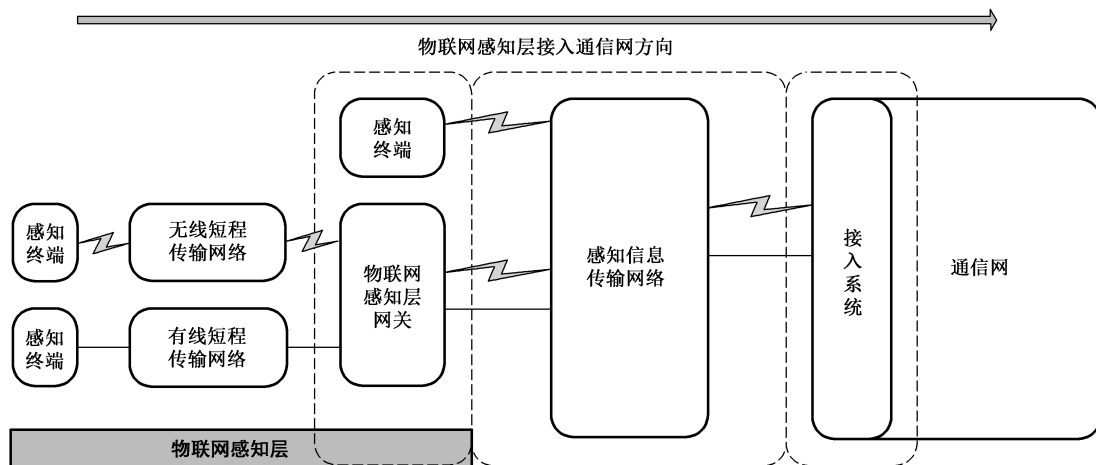 物联网感知层接入通信网方向
感知
终端
感知
终端
无线短程
传输网络
感知
终端
有线短程
传输网络
物联网
感知层
网关
感知信息
传输网络
接
入
系
统
通信网
物联网感知层